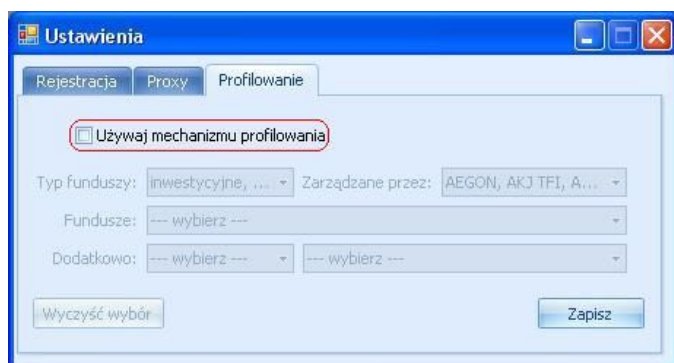 Ustawienia
Rejestracja Proxy Profilowanie
Używaj mechanizmu profilowania
Typ funduszy: inwestycyjne, ... Zarządzane przez: AEGON, AKJ TFI, A...
Fundusze: --- wybierz ---
Dodatkowo: --- wybierz --- --- wybierz ---
Wyczyść wybór Zapisz